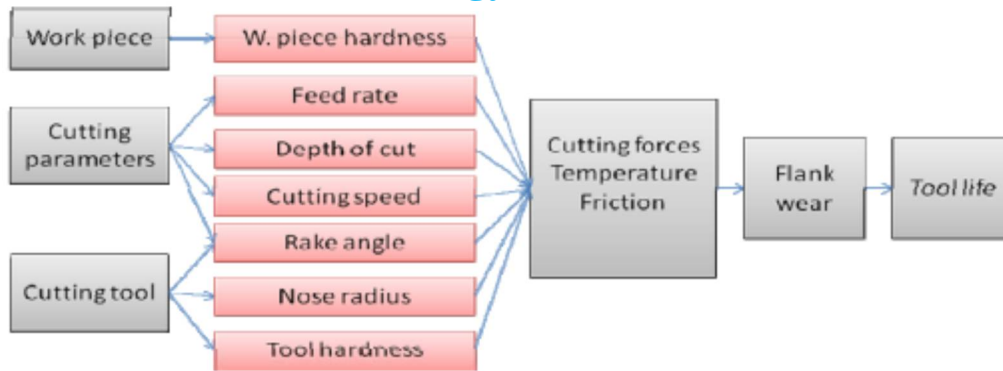 Work piece
W. piece hardness
Feed rate
Cutting
parameters
Depth of cut
Cutting speed
Rake angle
Cutting tool
Nose radius
Tool hardness
Cutting forces
Temperature
Friction
Flank
wear
Tool life